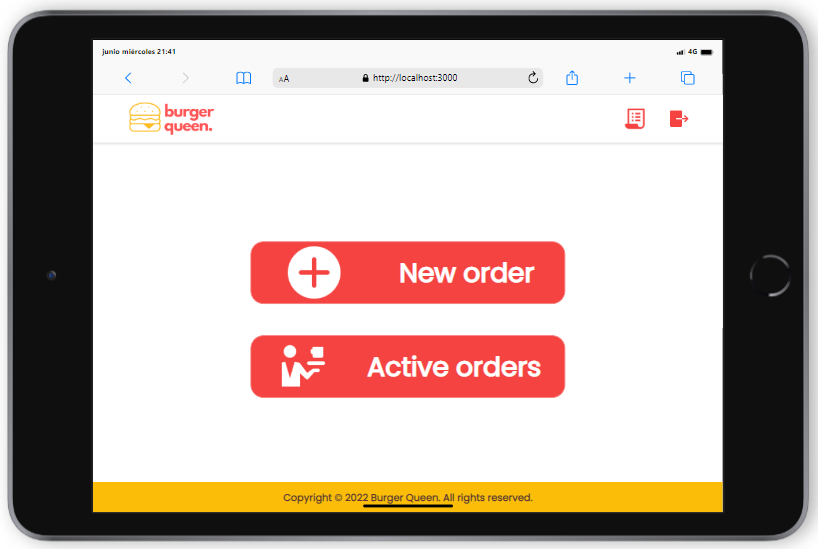 junio miércoles 21:41
4G
AA
http://localhost:3000
burger
queen.
New order
Active orders
Copyright © 2022 Burger Queen. All rights reserved.